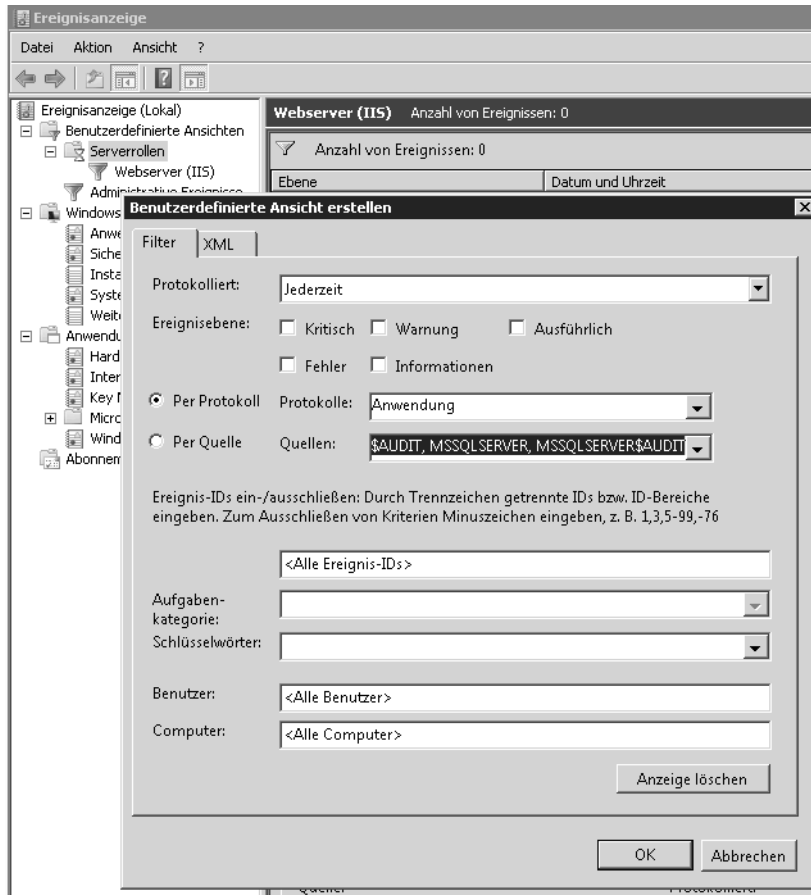 Ereignisanzeige
Datei Aktion Ansicht ?
Ereignisanzeige (Lokal)
Benutzerdefinierte Ansichten
Serverrollen
Webserver (IIS)
Administrative Ereignisse
Windows
Anwe
Siche
Insta
Syste
Weite
Anwendu
Hard
Inter
Key M
Micro
Wind
Abonnem
Webserver (IIS) Anzahl von Ereignissen: 0
Anzahl von Ereignissen: 0
Ebene Datum und Uhrzeit
Benutzerdefinierte Ansicht erstellen
Filter XML
Protokolliert: Jederzeit
Ereignisebene: Kritisch Warnung Ausführlich
Fehler Informationen
Per Protokoll Protokolle: Anwendung
Per Quelle Quellen: $AUDIT, MSSQLSERVER, MSSQLSERVER$AUDIT
Ereignis-IDs ein-/ausschließen: Durch Trennzeichen getrennte IDs bzw. ID-Bereiche
eingeben. Zum Ausschließen von Kriterien Minuszeichen eingeben, z. B. 1,3,5-99,-76
<Alle Ereignis-IDs>
Aufgaben-
kategorie:
Schlüsselwörter:
Benutzer: <Alle Benutzer>
Computer: <Alle Computer>
Anzeige löschen
OK Abbrechen